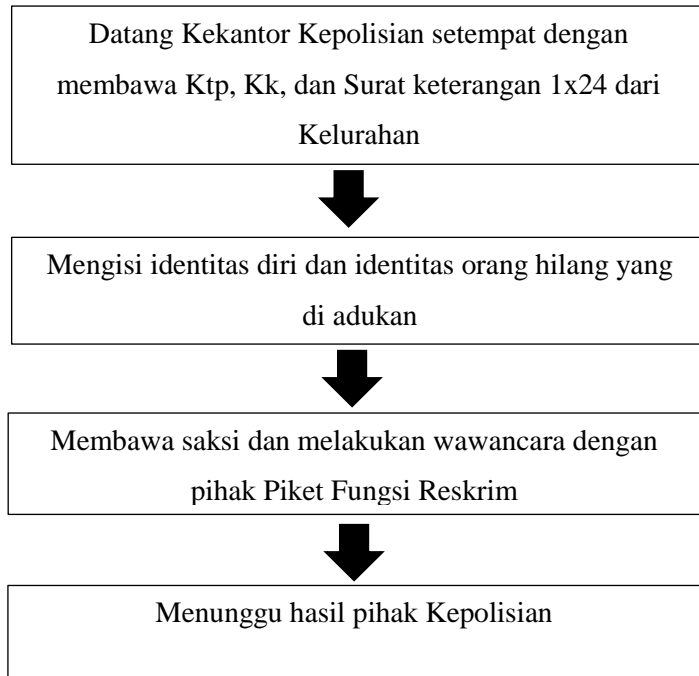 Datang Kekantor Kepolisian setempat dengan
membawa Ktp, Kk, dan Surat keterangan 1x24 dari
Kelurahan
Mengisi identitas diri dan identitas orang hilang yang
di adukan
Membawa saksi dan melakukan wawancara dengan
pihak Piket Fungsi Reskrim
Menunggu hasil pihak Kepolisian